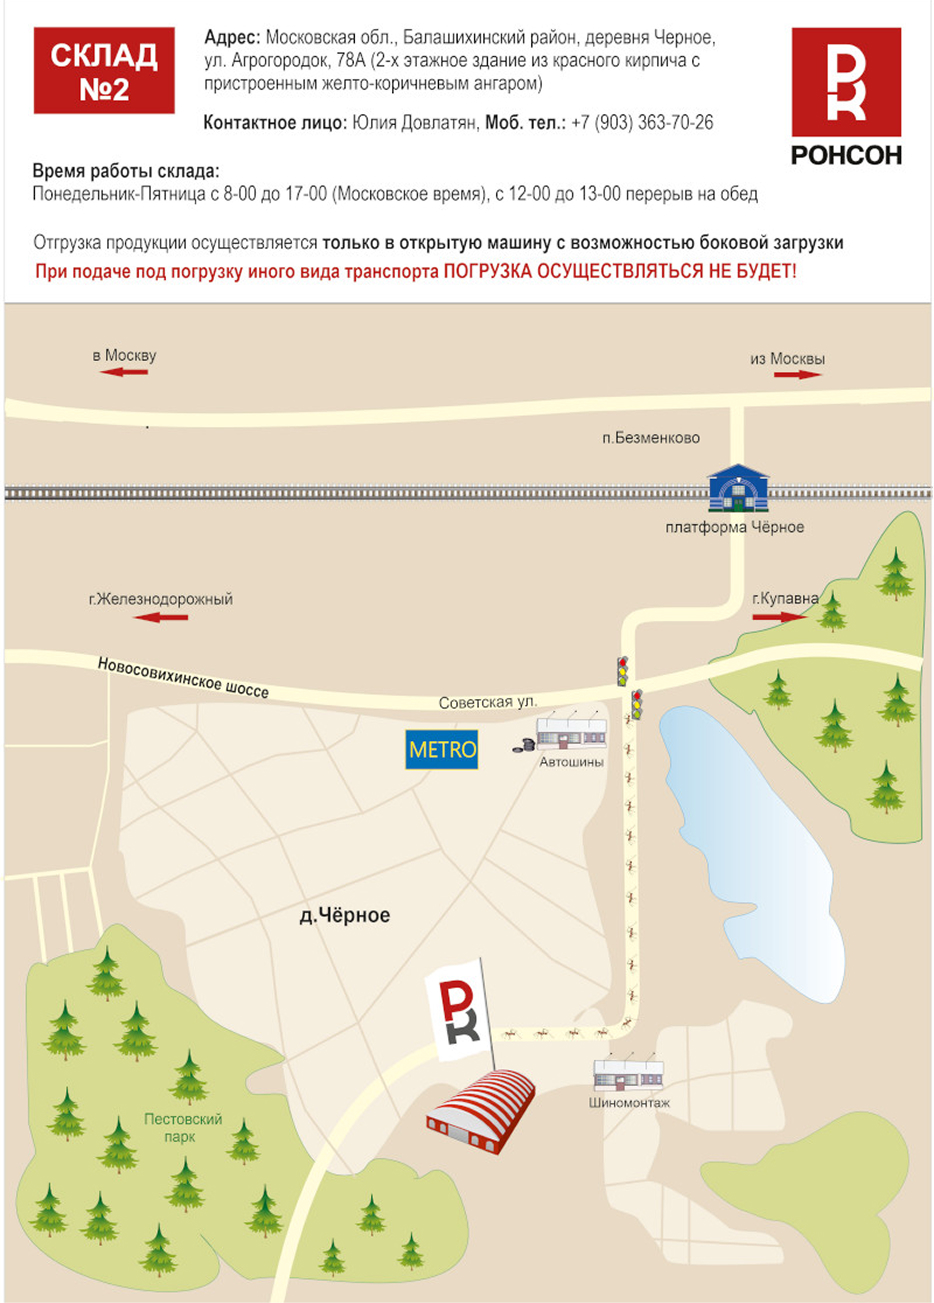 СКЛАД
№2
Адрес: Московская обл., Балашихинский район, деревня Черное,
ул. Агрогородок, 78А (2-х этажное здание из красного кирпича с
пристроенным желто-коричневым ангаром)
Контактное лицо: Юлия Довлатян, Моб. тел.: +7 (903) 363-70-26
РОНСОН
Время работы склада:
Понедельник-Пятница с 8-00 до 17-00 (Московское время), с 12-00 до 13-00 перерыв на обед
Отгрузка продукции осуществляется только в открытую машину с возможностью боковой загрузки
При подаче под погрузку иного вида транспорта ПОГРУЗКА ОСУЩЕСТВЛЯТЬСЯ НЕ БУДЕТ!
в Москву
из Москвы
п.Безменково
платформа Чёрное
г.Железнодорожный
г.Купавна
Новосовихинское шоссе
Советская ул.
METRO
Автошины
д.Чёрное
Шиномонтаж
Пестовский
парк